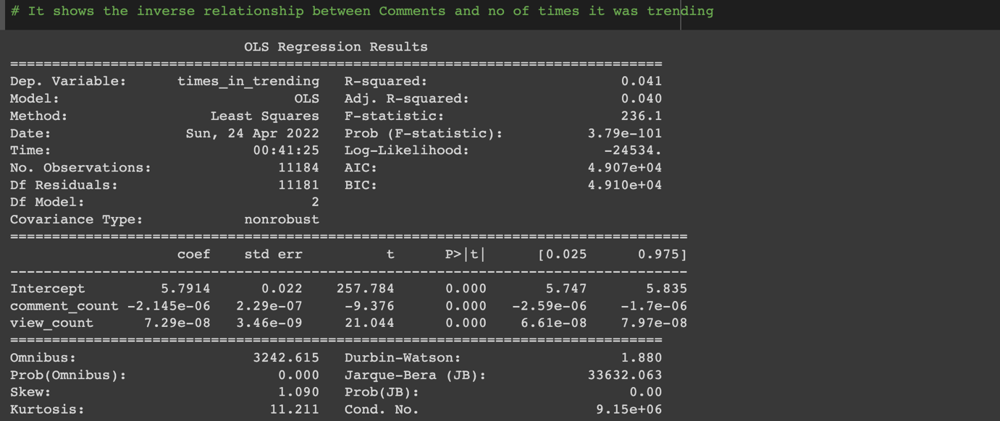 # It shows the inverse relationship between Comments and no of times it was trending
OLS Regression Results
==============================================================================
Dep. Variable:      times_in_trending   R-squared:                       0.041
Model:                            OLS   Adj. R-squared:                  0.040
Method:                 Least Squares   F-statistic:                     236.1
Date:                Sun, 24 Apr 2022   Prob (F-statistic):          3.79e-101
Time:                        00:41:25   Log-Likelihood:                -24534.
No. Observations:               11184   AIC:                         4.907e+04
Df Residuals:                   11181   BIC:                         4.910e+04
Df Model:                           2
Covariance Type:            nonrobust
=================================================================================
                    coef    std err          t      P>|t|      [0.025      0.975]
---------------------------------------------------------------------------------
Intercept         5.7914      0.022    257.784      0.000       5.747       5.835
comment_count -2.145e-06   2.29e-07     -9.376      0.000   -2.59e-06    -1.7e-06
view_count      7.29e-08   3.46e-09     21.044      0.000    6.61e-08    7.97e-08
==============================================================================
Omnibus:                     3242.615   Durbin-Watson:                   1.880
Prob(Omnibus):                  0.000   Jarque-Bera (JB):            33632.063
Skew:                           1.090   Prob(JB):                         0.00
Kurtosis:                      11.211   Cond. No.                     9.15e+06